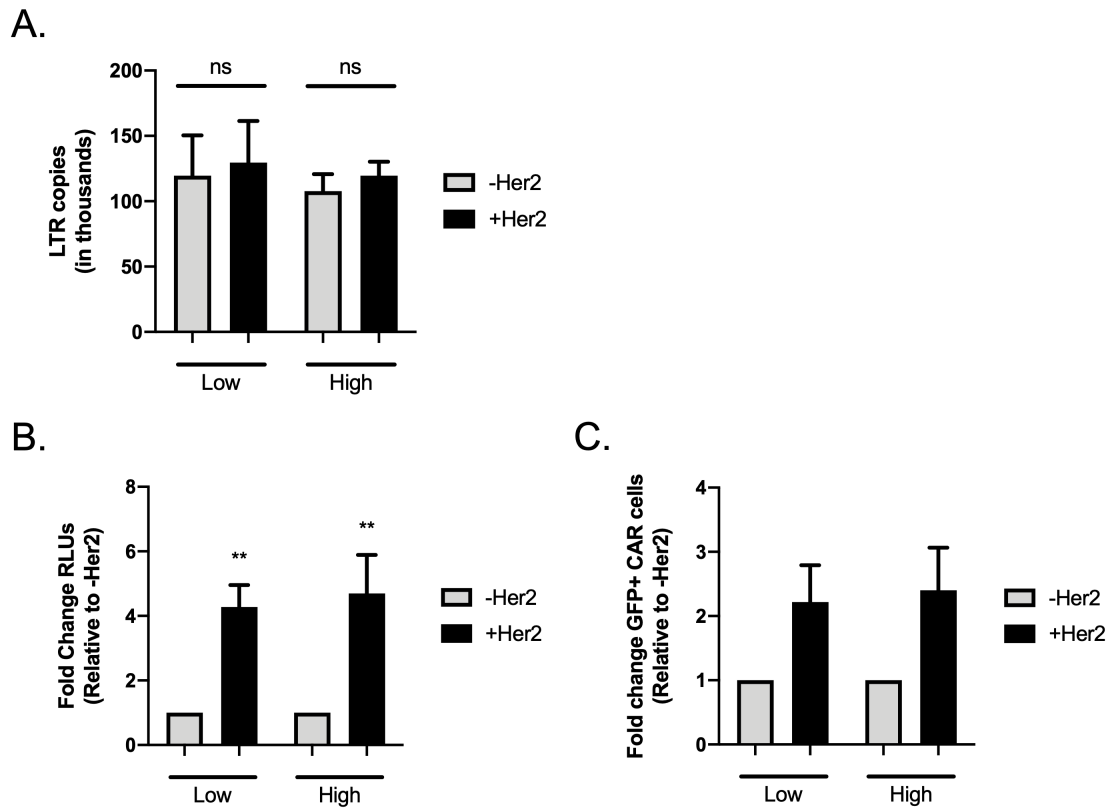 A.
LTR copies
(in thousands)
200
150
100
50
0
ns
ns
Low
High
-Her2
+Her2
B.
Fold Change RLUs
(Relative to -Her2)
8
6
4
2
0
**
**
Low
High
-Her2
+Her2
C.
Fold change GFP+ CAR cells
(Relative to -Her2)
4
3
2
1
0
Low
High
-Her2
+Her2